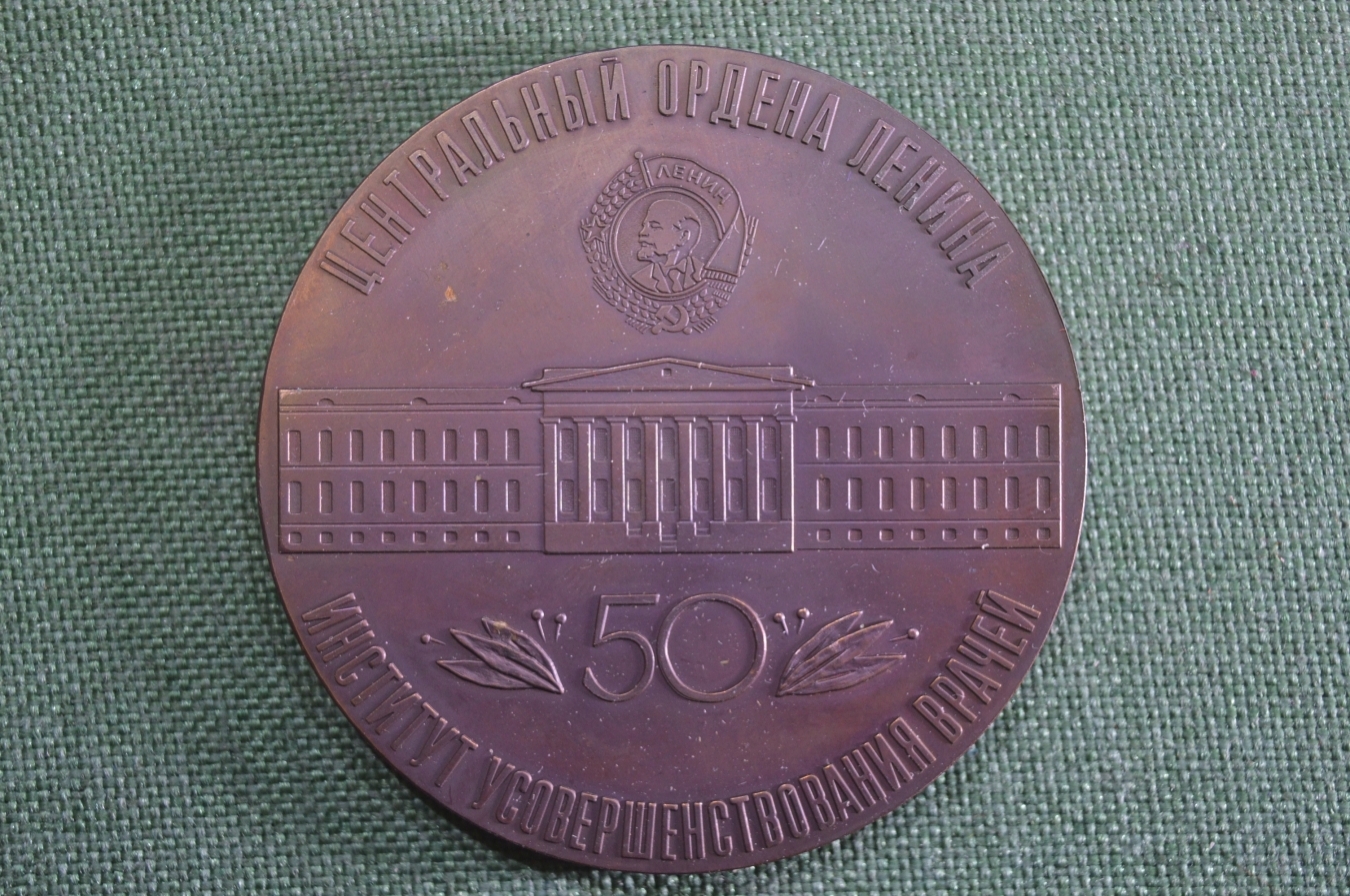 ЦЕНТРАЛЬНЫЙ ОРДЕНА ЛЕНИНА
ЛЕНИН
50
ИНСТИТУТ УСОВЕРШЕНСТВОВАНИЯ ВРАЧЕЙ